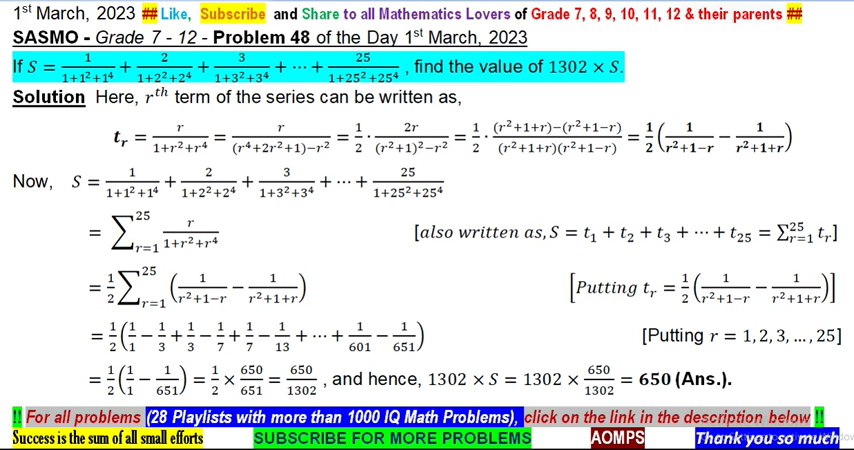 1st March, 2023 ## Like, Subscribe and Share to all Mathematics Lovers of Grade 7, 8, 9, 10, 11, 12 & their parents ##
SASMO - Grade 7 - 12 - Problem 48 of the Day 1st March, 2023
If S = 1/(1+1²+1⁴) + 2/(1+2²+2⁴) + 3/(1+3²+3⁴) + ⋯ + 25/(1+25²+25⁴) , find the value of 1302 × S.
Solution Here, rᵗʰ term of the series can be written as,
tᵣ = r/(1+r²+r⁴) = r/((r⁴+2r²+1)−r²) = 1/2 · 2r/((r²+1)²−r²) = 1/2 · ((r²+1+r)−(r²+1−r))/((r²+1+r)(r²+1−r)) = 1/2 (1/(r²+1−r) − 1/(r²+1+r))
Now, S = 1/(1+1²+1⁴) + 2/(1+2²+2⁴) + 3/(1+3²+3⁴) + ⋯ + 25/(1+25²+25⁴)
= ∑²⁵ᵣ₌₁ r/(1+r²+r⁴) [also written as, S = t₁ + t₂ + t₃ + ⋯ + t₂₅ = ∑²⁵ᵣ₌₁ tᵣ]
= 1/2 ∑²⁵ᵣ₌₁ (1/(r²+1−r) − 1/(r²+1+r)) [Putting tᵣ = 1/2 (1/(r²+1−r) − 1/(r²+1+r))]
= 1/2 (1/1 − 1/3 + 1/3 − 1/7 + 1/7 − 1/13 + ⋯ + 1/601 − 1/651) [Putting r = 1, 2, 3, …, 25]
= 1/2 (1/1 − 1/651) = 1/2 × 650/651 = 650/1302 , and hence, 1302 × S = 1302 × 650/1302 = 650 (Ans.).
!! For all problems (28 Playlists with more than 1000 IQ Math Problems), click on the link in the description below !!
Success is the sum of all small efforts SUBSCRIBE FOR MORE PROBLEMS AOMPS Thank you so much